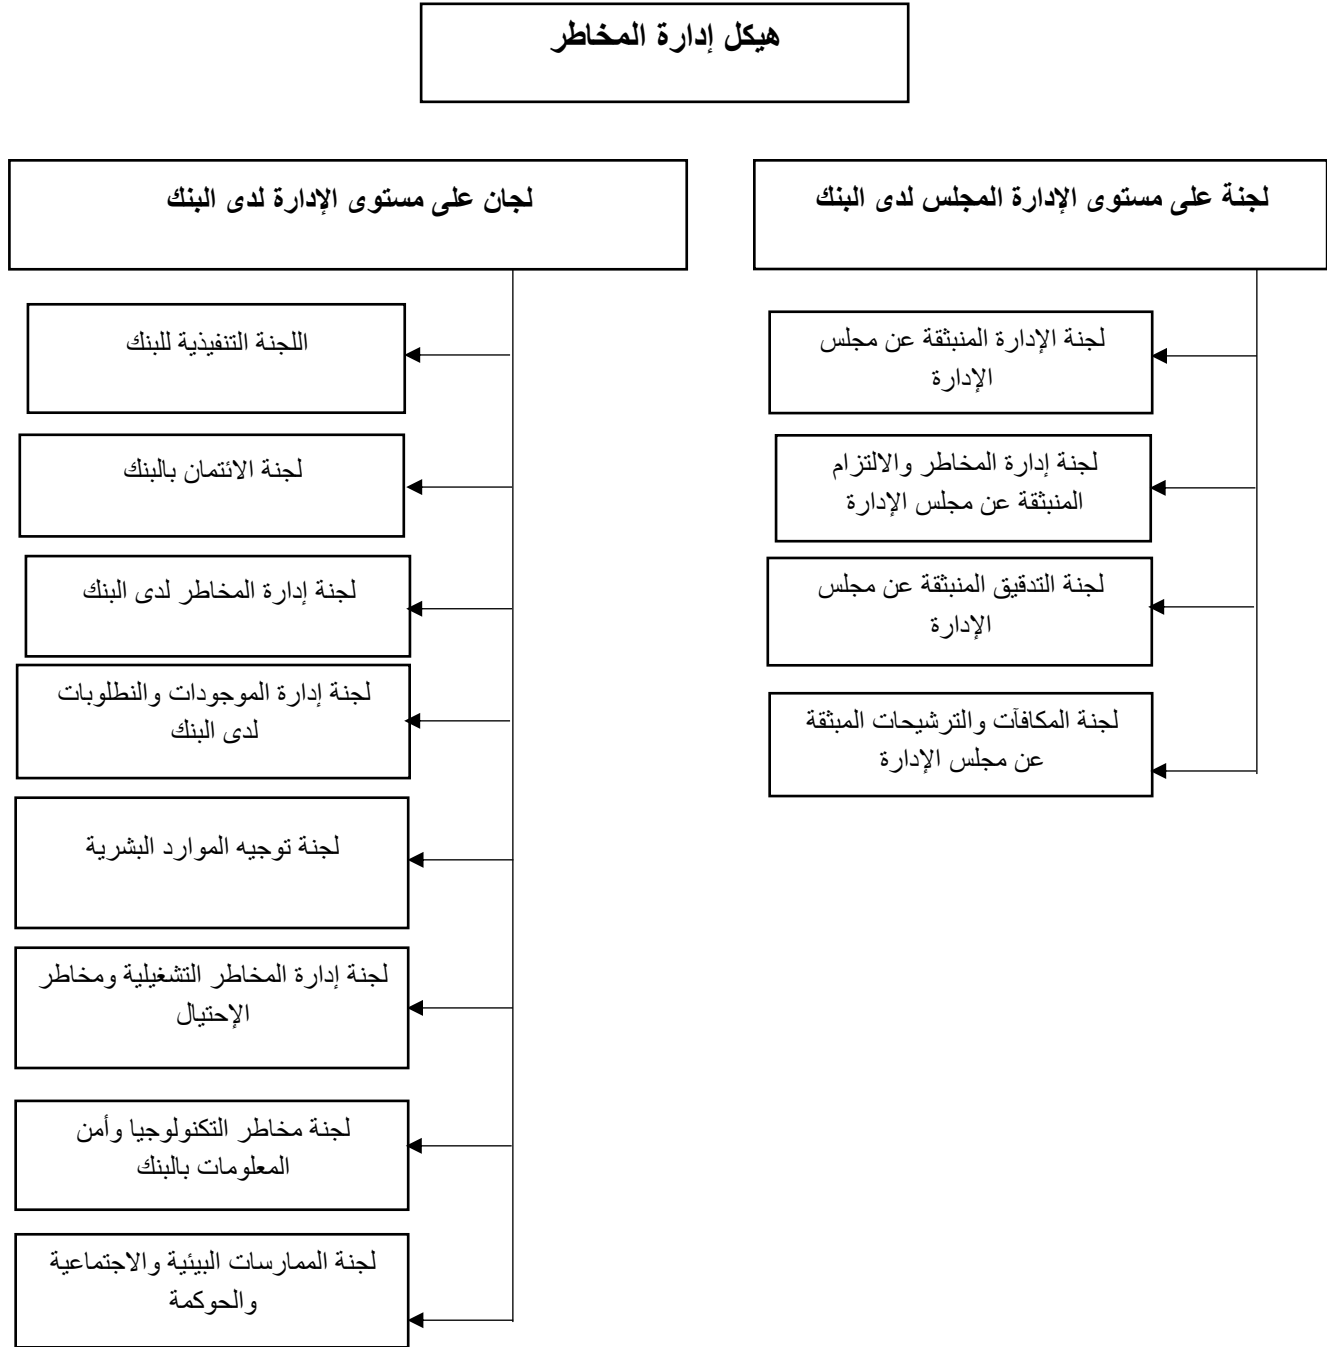 هيكل إدارة المخاطر
لجنة على مستوى الإدارة المجلس لدى البنك
لجنة الإدارة المنبثقة عن مجلس
الإدارة
لجنة إدارة المخاطر والالتزام
المنبثقة عن مجلس الإدارة
لجنة التدقيق المنبثقة عن مجلس
الإدارة
لجنة المكافآت والترشيحات المبثقة
عن مجلس الإدارة
لجان على مستوى الإدارة لدى البنك
اللجنة التنفيذية للبنك
لجنة الائتمان بالبنك
لجنة إدارة المخاطر لدى البنك
لجنة إدارة الموجودات والنطلوبات
لدى البنك
لجنة توجيه الموارد البشرية
لجنة إدارة المخاطر التشغيلية ومخاطر
الإحتيال
لجنة مخاطر التكنولوجيا وأمن
المعلومات بالبنك
لجنة الممارسات البيئية والاجتماعية
والحوكمة